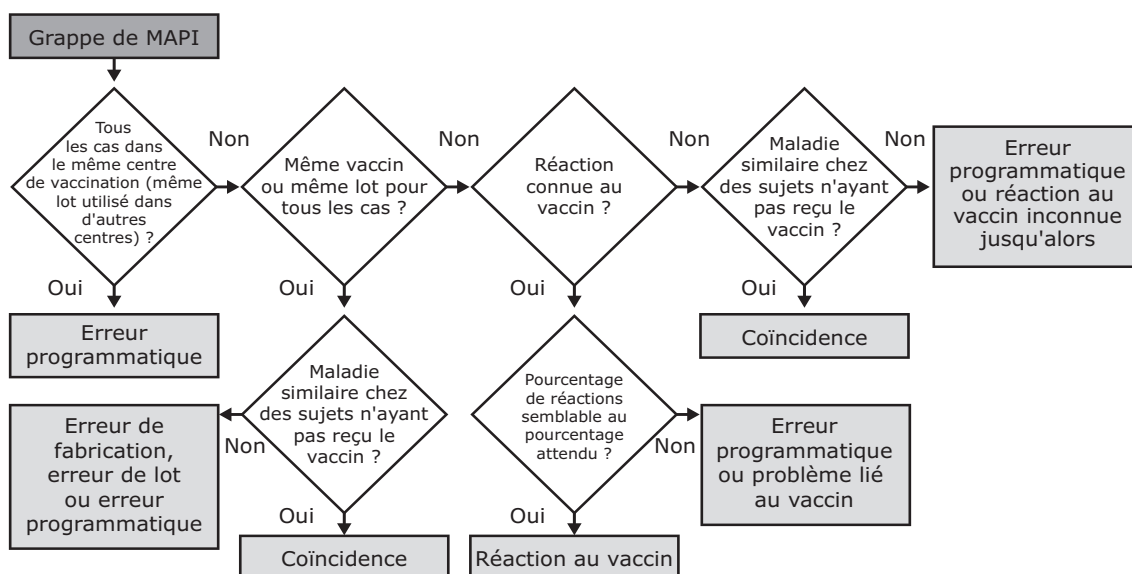 Grappe de MAPI
Tous
les cas dans
le même centre
de vaccination (même
lot utilisé dans
d'autres
centres) ?
Non
Oui
Erreur
programmatique
Même vaccin
ou même lot pour
tous les cas ?
Non
Oui
Maladie
similaire chez
des sujets n'ayant
pas reçu le
vaccin ?
Non
Erreur de
fabrication,
erreur de lot
ou erreur
programmatique
Oui
Coïncidence
Réaction
connue au
vaccin ?
Non
Oui
Pourcentage
de réactions
semblable au
pourcentage
attendu ?
Non
Erreur
programmatique
ou problème lié
au vaccin
Oui
Réaction au vaccin
Maladie
similaire chez
des sujets n'ayant
pas reçu le
vaccin ?
Non
Erreur
programmatique
ou réaction au
vaccin inconnue
jusqu'alors
Oui
Coïncidence